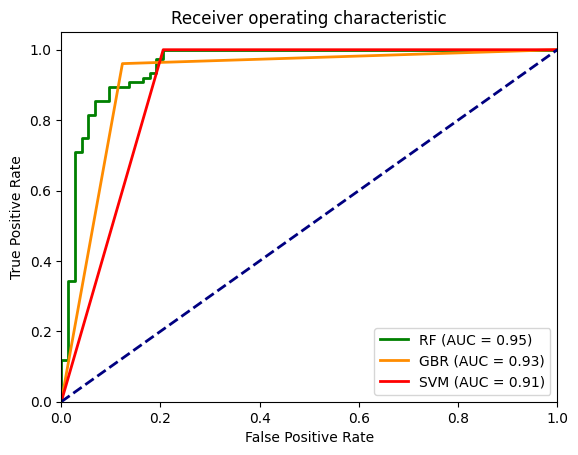 Receiver operating characteristic
True Positive Rate
1.0
0.8
0.6
0.4
0.2
0.0
RF (AUC = 0.95)
GBR (AUC = 0.93)
SVM (AUC = 0.91)
0.0 0.2 0.4 0.6 0.8 1.0
False Positive Rate